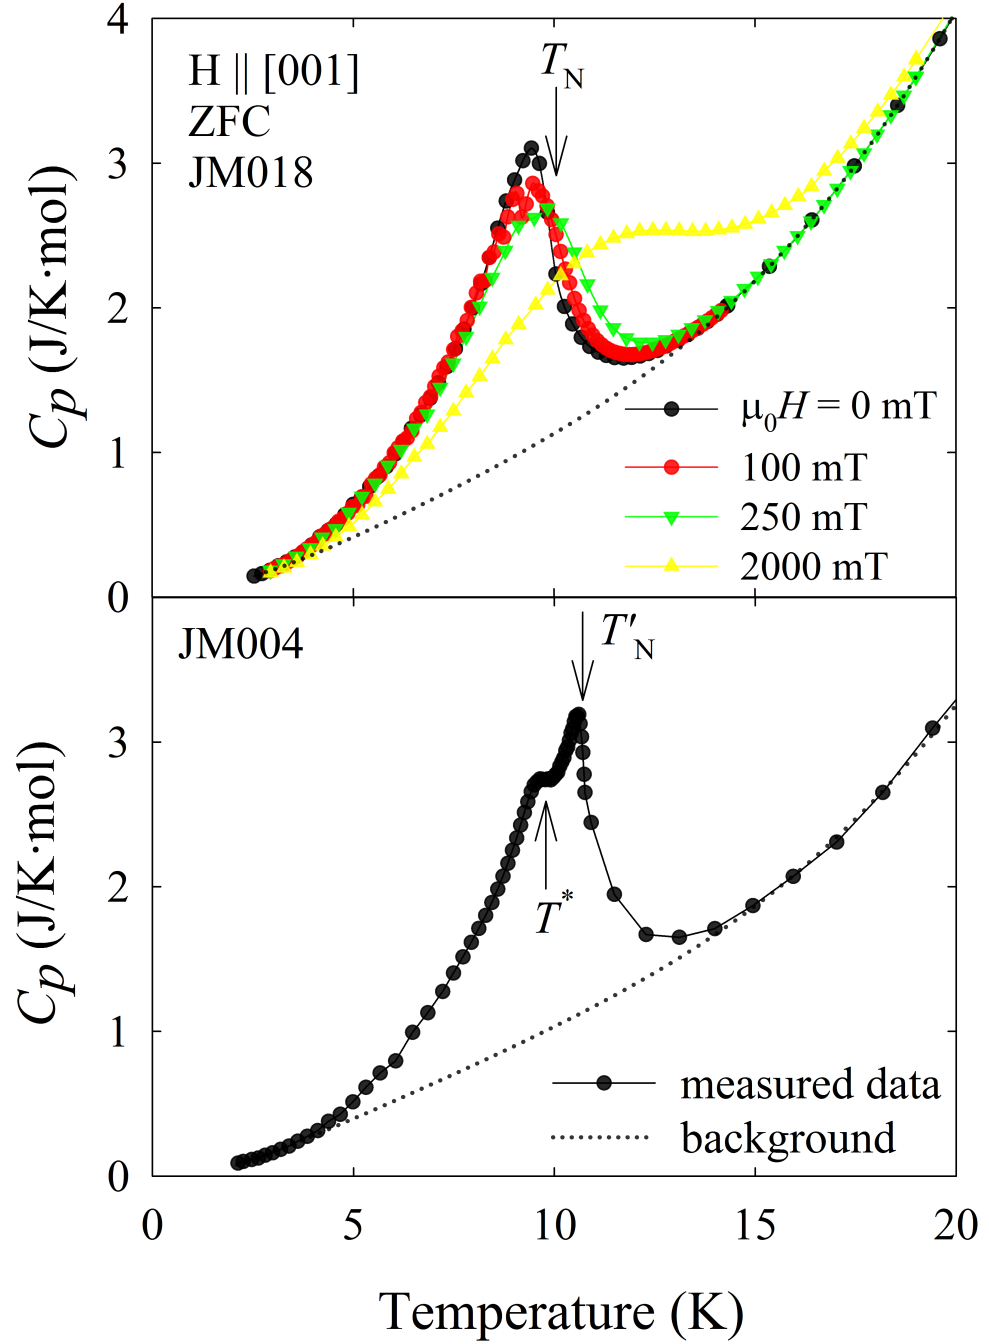 4
H || [001]
ZFC
JM018
T_N
3
2
1
0
C_p (J/K·mol)
μ₀H = 0 mT
100 mT
250 mT
2000 mT
JM004
T′_N
3
2
1
0
C_p (J/K·mol)
T*
measured data
background
0 5 10 15 20
Temperature (K)